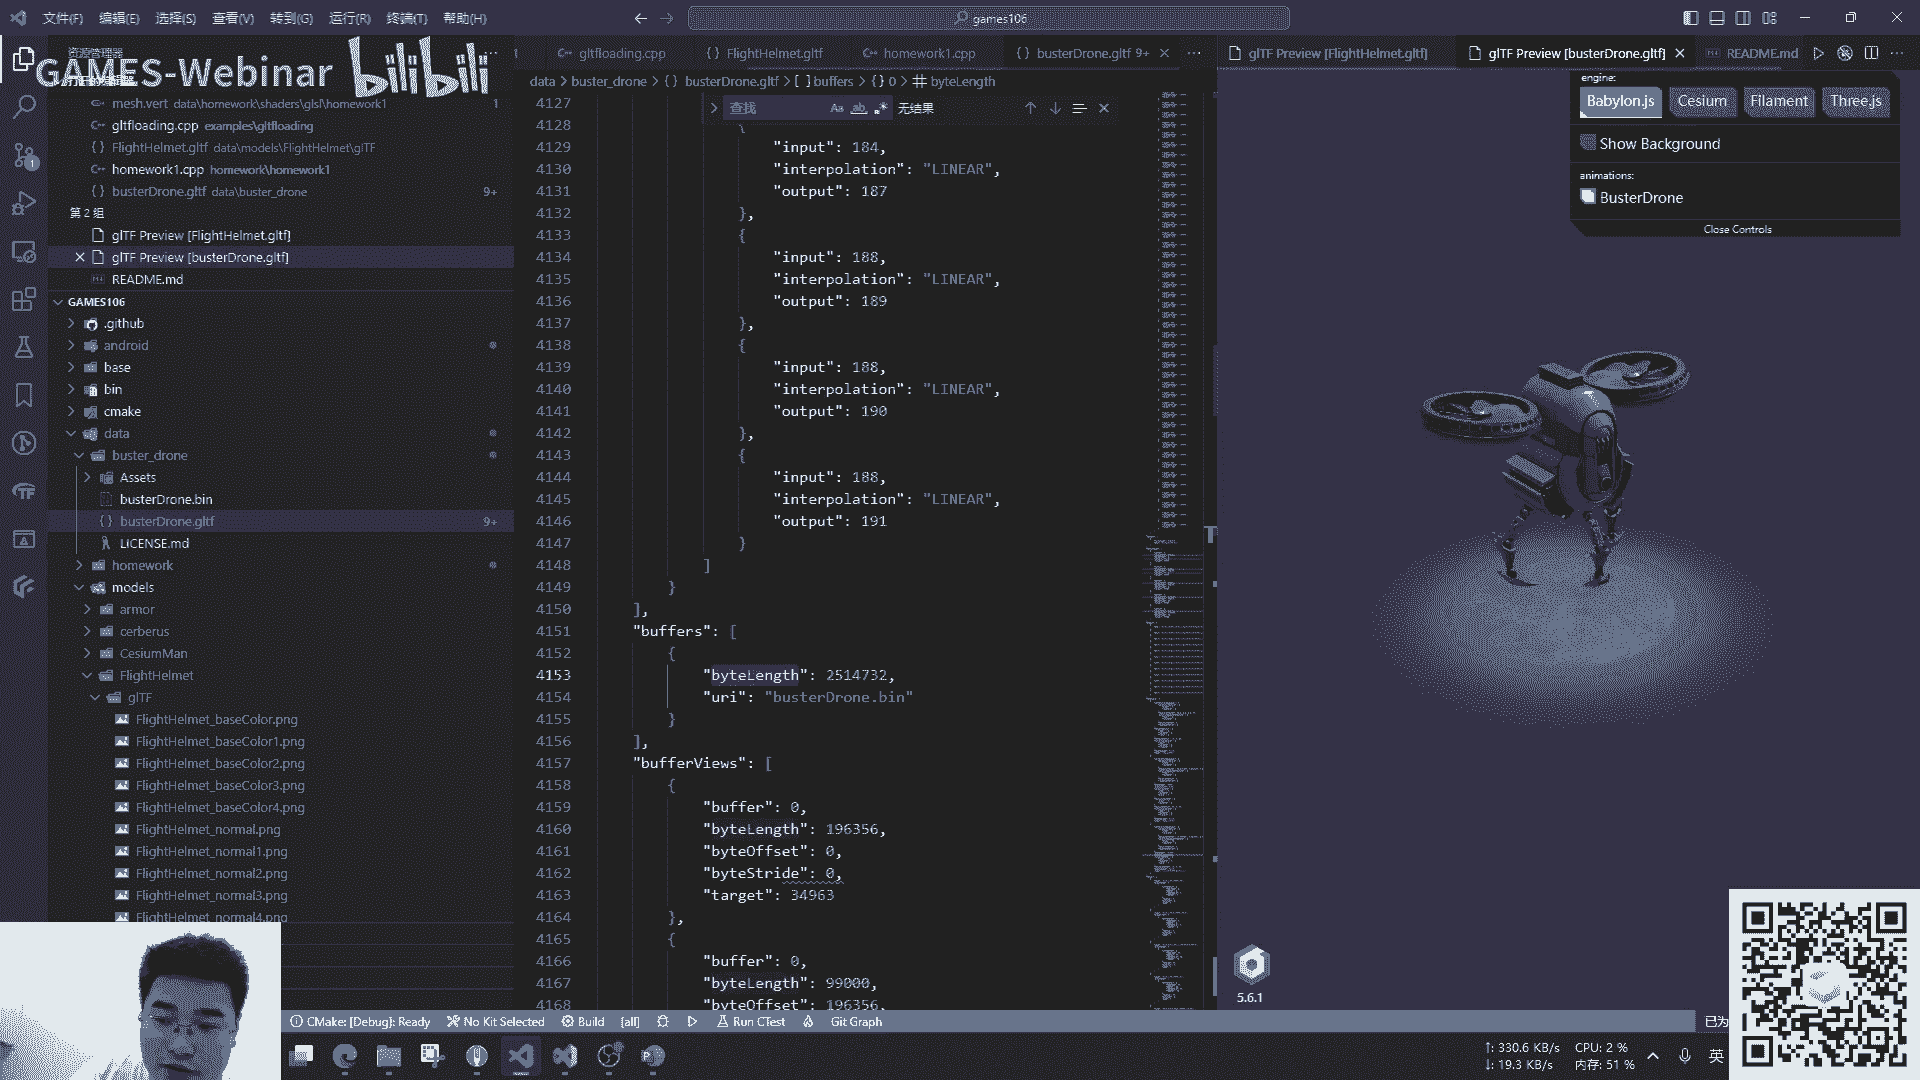 文件(F) 编辑(E) 选择(S) 查看(V) 转到(G) 运行(R) 终端(T) 帮助(H)
games106
资源管理器
GAMES-Webinar bilibili
mesh.vert data\homework\shaders\glsl\homework1 1
gltfloading.cpp examples\gltfloading
FlightHelmet.gltf data\models\FlightHelmet\glTF
homework1.cpp homework\homework1
busterDrone.gltf data\buster_drone 9+
第 2 组
glTF Preview [FlightHelmet.gltf]
glTF Preview [busterDrone.gltf]
README.md
GAMES106
.github
android
base
bin
cmake
data
buster_drone
Assets
busterDrone.bin
busterDrone.gltf 9+
LICENSE.md
homework
models
armor
cerberus
CesiumMan
FlightHelmet
glTF
FlightHelmet_baseColor.png
FlightHelmet_baseColor1.png
FlightHelmet_baseColor2.png
FlightHelmet_baseColor3.png
FlightHelmet_baseColor4.png
FlightHelmet_normal.png
FlightHelmet_normal1.png
FlightHelmet_normal2.png
FlightHelmet_normal3.png
FlightHelmet_normal4.png
gltfloading.cpp {} FlightHelmet.gltf homework1.cpp {} busterDrone.gltf 9+
data > buster_drone > {} busterDrone.gltf > [ ] buffers > {} 0 > # byteLength
查找 Aa ab 无结果
4127
4128 {
4129 "input": 184,
4130 "interpolation": "LINEAR",
4131 "output": 187
4132 },
4133 {
4134 "input": 188,
4135 "interpolation": "LINEAR",
4136 "output": 189
4137 },
4138 {
4139 "input": 188,
4140 "interpolation": "LINEAR",
4141 "output": 190
4142 },
4143 {
4144 "input": 188,
4145 "interpolation": "LINEAR",
4146 "output": 191
4147 }
4148 ]
4149 }
4150 ],
4151 "buffers": [
4152 {
4153 "byteLength": 2514732,
4154 "uri": "busterDrone.bin"
4155 }
4156 ],
4157 "bufferViews": [
4158 {
4159 "buffer": 0,
4160 "byteLength": 196356,
4161 "byteOffset": 0,
4162 "byteStride": 0,
4163 "target": 34963
4164 },
4165 {
4166 "buffer": 0,
4167 "byteLength": 99000,
4168 "byteOffset": 196356,
glTF Preview [FlightHelmet.gltf] glTF Preview [busterDrone.gltf] README.md
engine:
Babylon.js Cesium Filament Three.js
Show Background
animations:
BusterDrone
Close Controls
5.6.1
CMake: [Debug]: Ready No Kit Selected Build [all] Run CTest Git Graph
已为
↑: 330.6 KB/s CPU: 2 %
↓: 19.3 KB/s 内存: 51 %
英